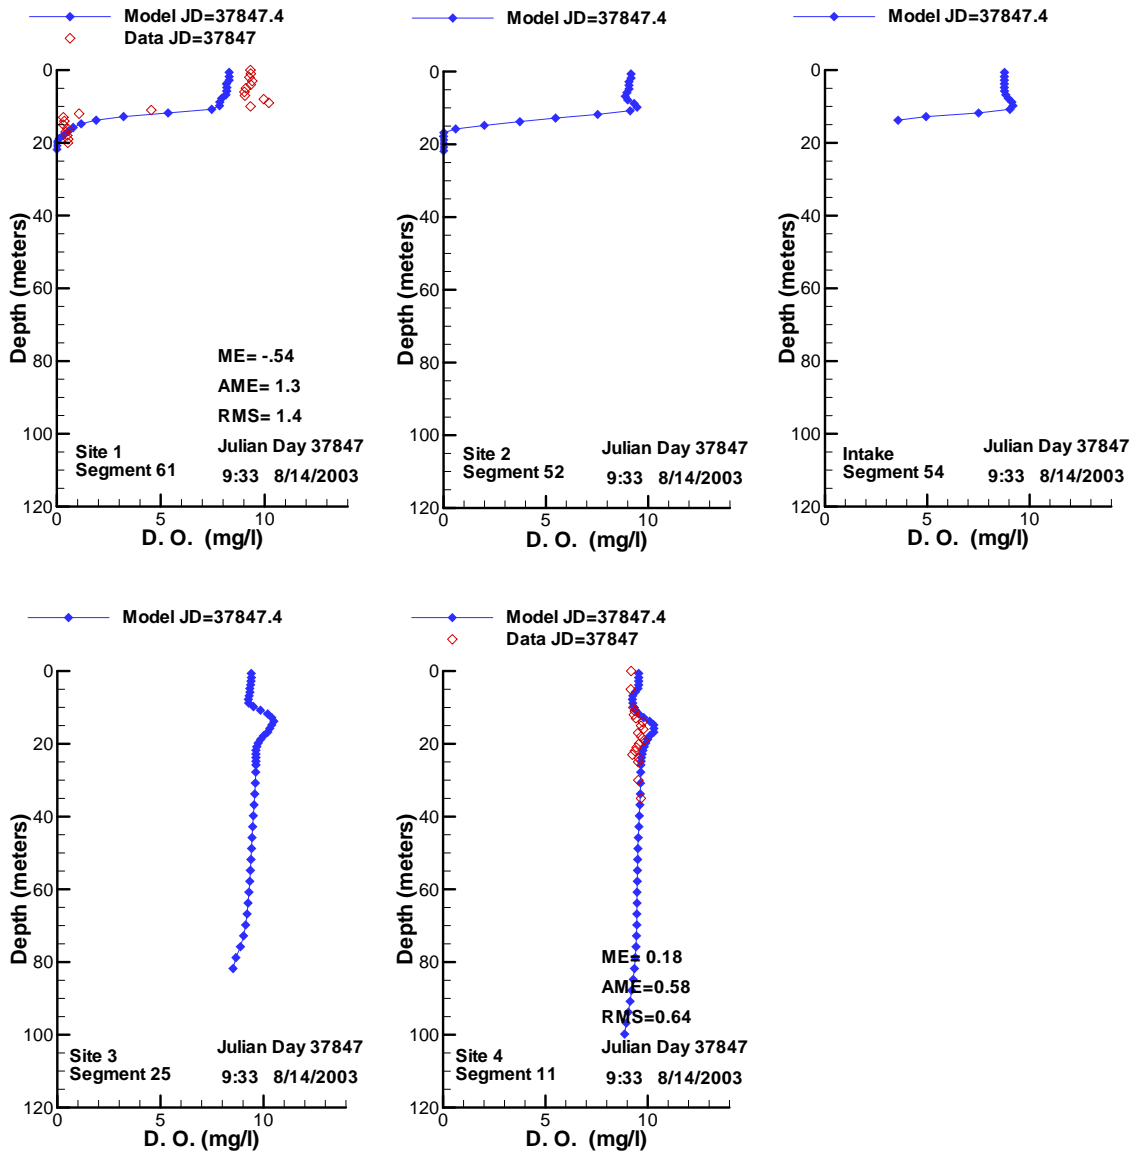 Model JD=37847.4
Data JD=37847
0
20
40
60
80
100
120
Depth (meters)
ME= -.54
AME= 1.3
RMS= 1.4
Site 1
Segment 61
Julian Day 37847
9:33 8/14/2003
0 5 10
D. O. (mg/l)
Model JD=37847.4
0
20
40
60
80
100
120
Depth (meters)
Site 2
Segment 52
Julian Day 37847
9:33 8/14/2003
0 5 10
D. O. (mg/l)
Model JD=37847.4
0
20
40
60
80
100
120
Depth (meters)
Intake
Segment 54
Julian Day 37847
9:33 8/14/2003
0 5 10
D. O. (mg/l)
Model JD=37847.4
0
20
40
60
80
100
120
Depth (meters)
Site 3
Segment 25
Julian Day 37847
9:33 8/14/2003
0 5 10
D. O. (mg/l)
Model JD=37847.4
Data JD=37847
0
20
40
60
80
100
120
Depth (meters)
ME= 0.18
AME=0.58
RMS=0.64
Site 4
Segment 11
Julian Day 37847
9:33 8/14/2003
0 5 10
D. O. (mg/l)